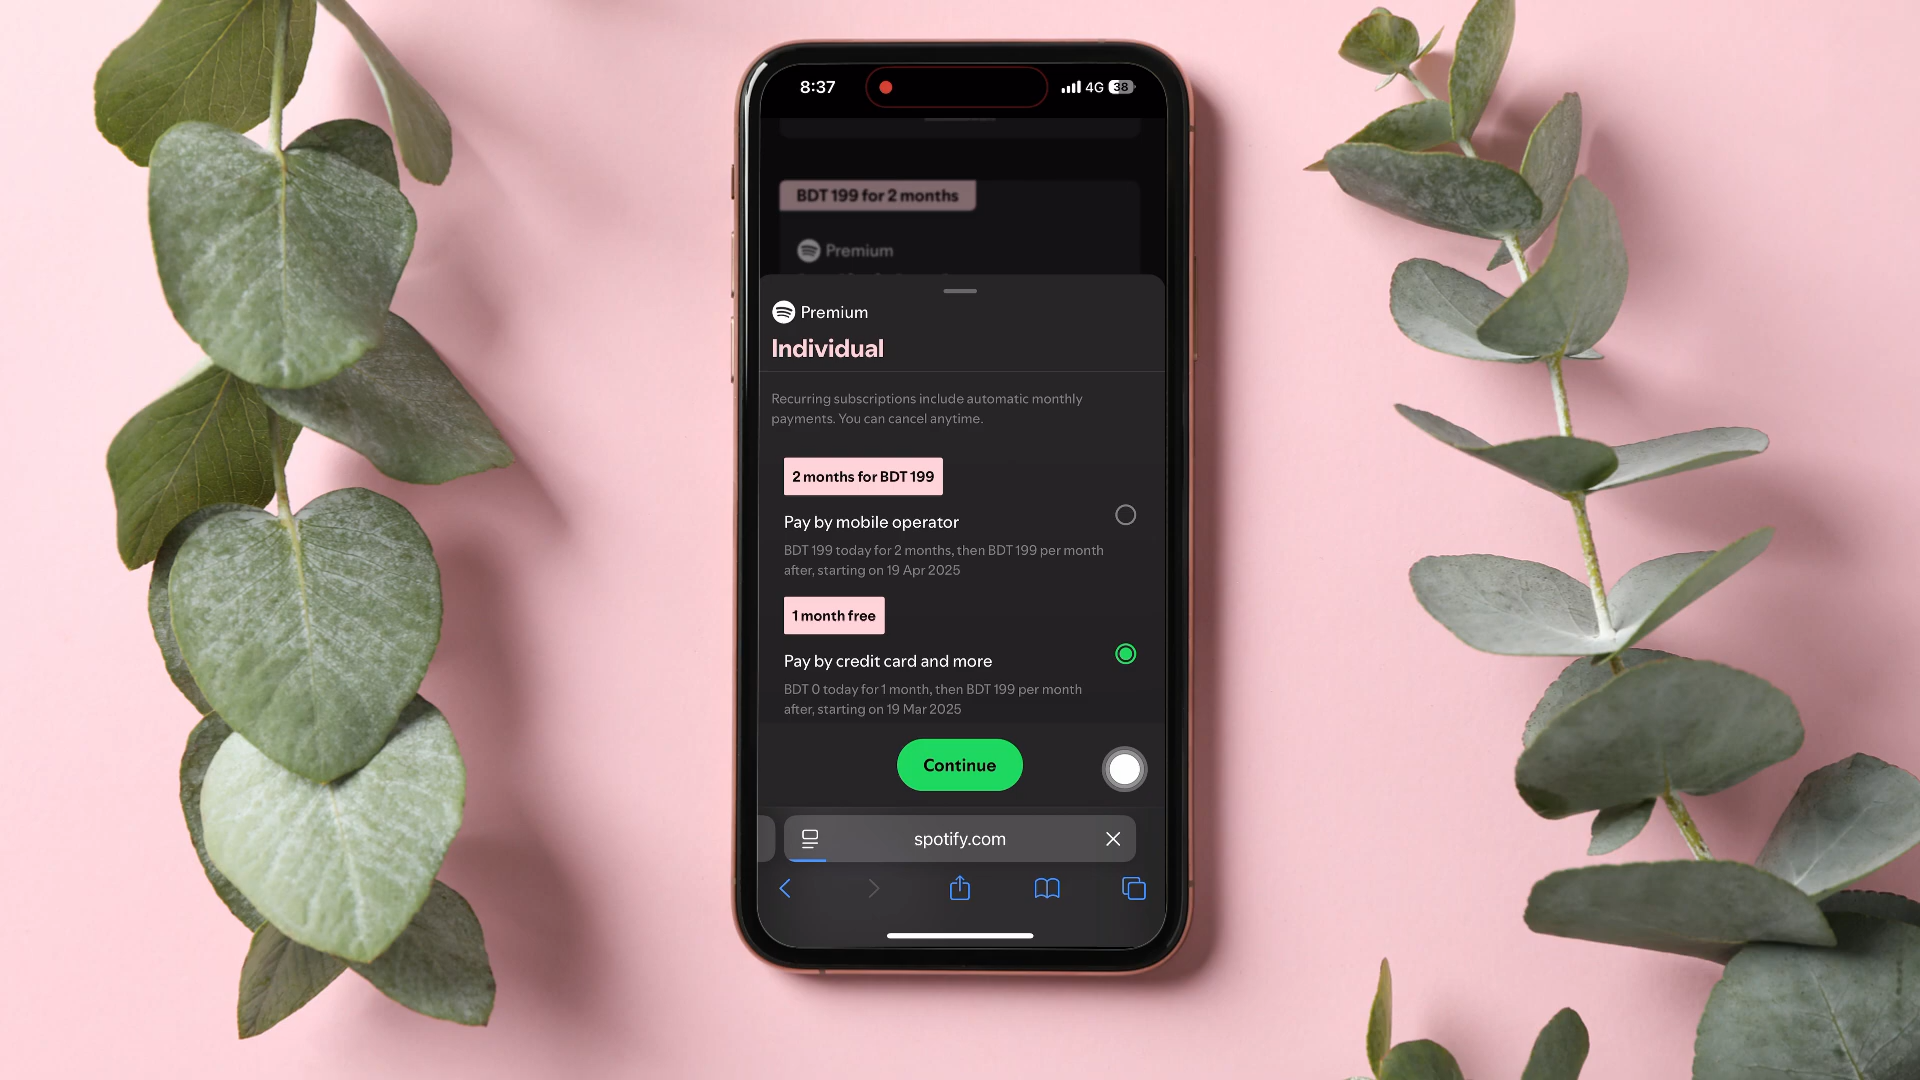 8:37
4G 38
BDT 199 for 2 months
Premium
Premium
Individual
Recurring subscriptions include automatic monthly
payments. You can cancel anytime.
2 months for BDT 199
Pay by mobile operator
BDT 199 today for 2 months, then BDT 199 per month
after, starting on 19 Apr 2025
1 month free
Pay by credit card and more
BDT 0 today for 1 month, then BDT 199 per month
after, starting on 19 Mar 2025
Continue
spotify.com